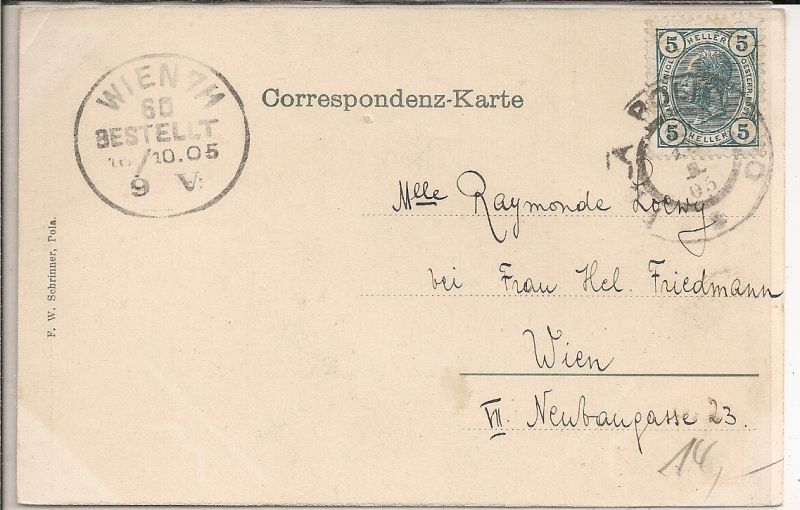 5 HELLER 5
5 HELLER 5
WIEN 7/1
6D
BESTELLT
10.05
9 V.
Correspondenz-Karte
Mlle Raymonde Loewy
bei Frau Hel. Friedmann
Wien
VII. Neubaugasse 23.
14,-
F. W. Schrinner, Pola.